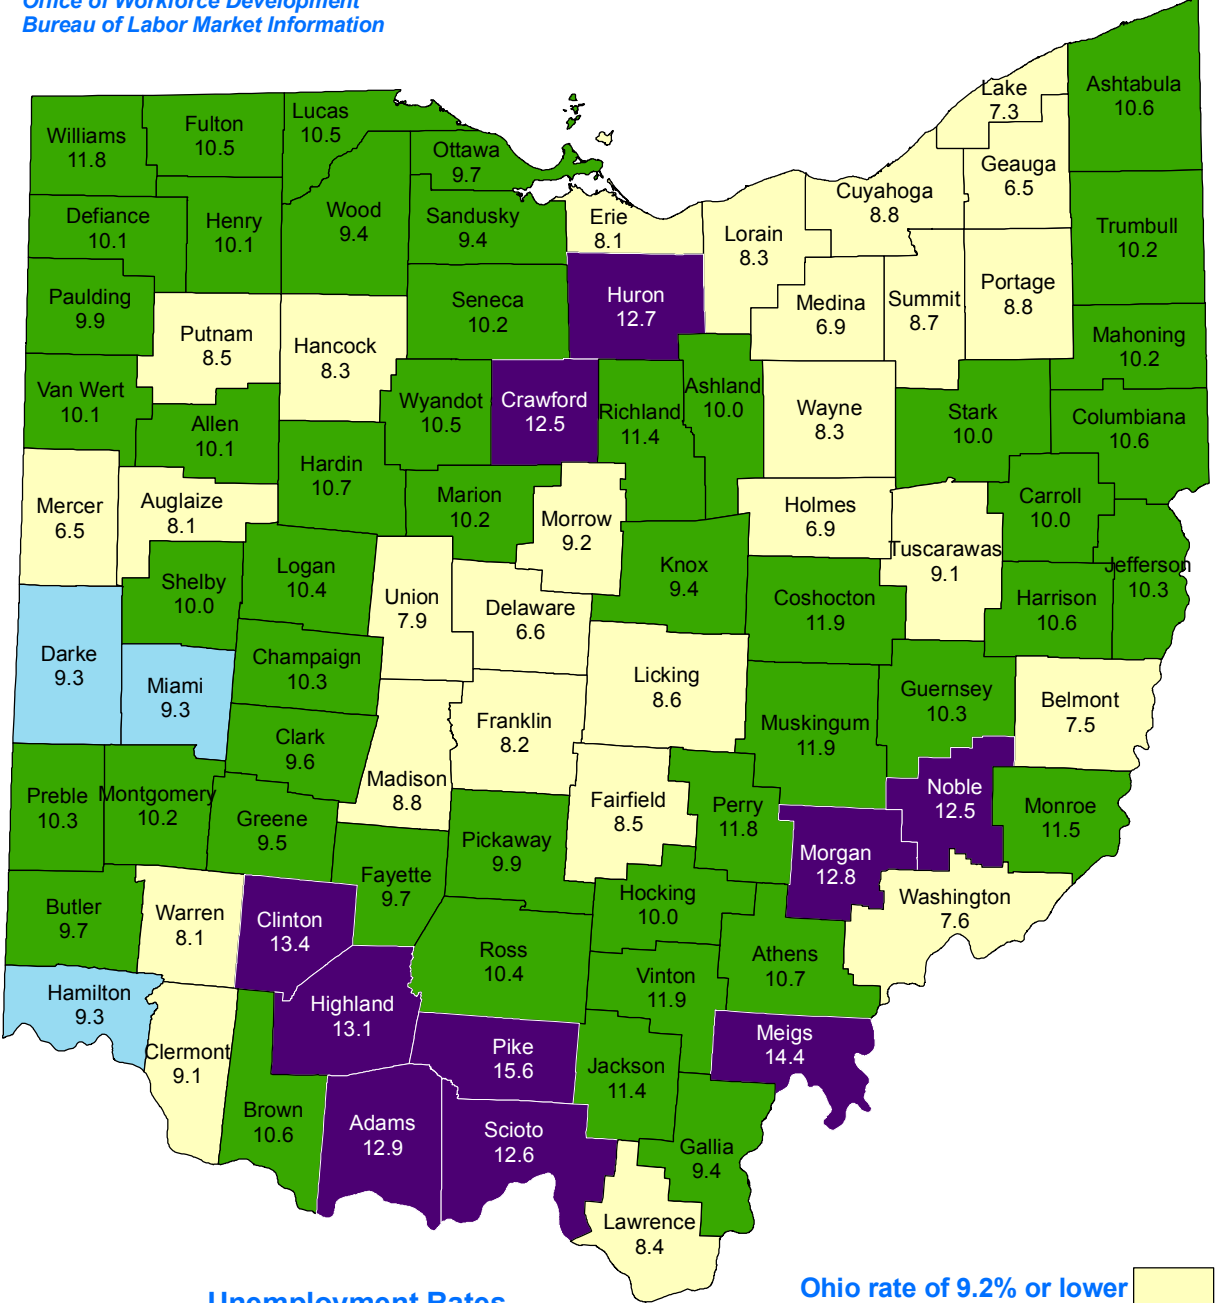 Office of Workforce Development
Bureau of Labor Market Information
Lake
7.3
Ashtabula
10.6
Lucas
10.5
Fulton
10.5
Williams
11.8
Ottawa
9.7
Geauga
6.5
Cuyahoga
8.8
Defiance
10.1
Henry
10.1
Wood
9.4
Sandusky
9.4
Erie
8.1
Lorain
8.3
Trumbull
10.2
Paulding
9.9
Seneca
10.2
Huron
12.7
Medina
6.9
Summit
8.7
Portage
8.8
Putnam
8.5
Hancock
8.3
Mahoning
10.2
Van Wert
10.1
Allen
10.1
Wyandot
10.5
Crawford
12.5
Richland
11.4
Ashland
10.0
Wayne
8.3
Stark
10.0
Columbiana
10.6
Hardin
10.7
Mercer
6.5
Auglaize
8.1
Marion
10.2
Morrow
9.2
Holmes
6.9
Carroll
10.0
Tuscarawas
9.1
Jefferson
10.3
Shelby
10.0
Logan
10.4
Union
7.9
Delaware
6.6
Knox
9.4
Coshocton
11.9
Harrison
10.6
Darke
9.3
Miami
9.3
Champaign
10.3
Licking
8.6
Guernsey
10.3
Belmont
7.5
Clark
9.6
Franklin
8.2
Muskingum
11.9
Madison
8.8
Preble
10.3
Montgomery
10.2
Greene
9.5
Fairfield
8.5
Perry
11.8
Noble
12.5
Monroe
11.5
Pickaway
9.9
Morgan
12.8
Fayette
9.7
Hocking
10.0
Washington
7.6
Butler
9.7
Warren
8.1
Clinton
13.4
Ross
10.4
Athens
10.7
Hamilton
9.3
Highland
13.1
Vinton
11.9
Clermont
9.1
Pike
15.6
Jackson
11.4
Meigs
14.4
Brown
10.6
Adams
12.9
Scioto
12.6
Gallia
9.4
Lawrence
8.4
Unemployment Rates
Ohio rate of 9.2% or lower